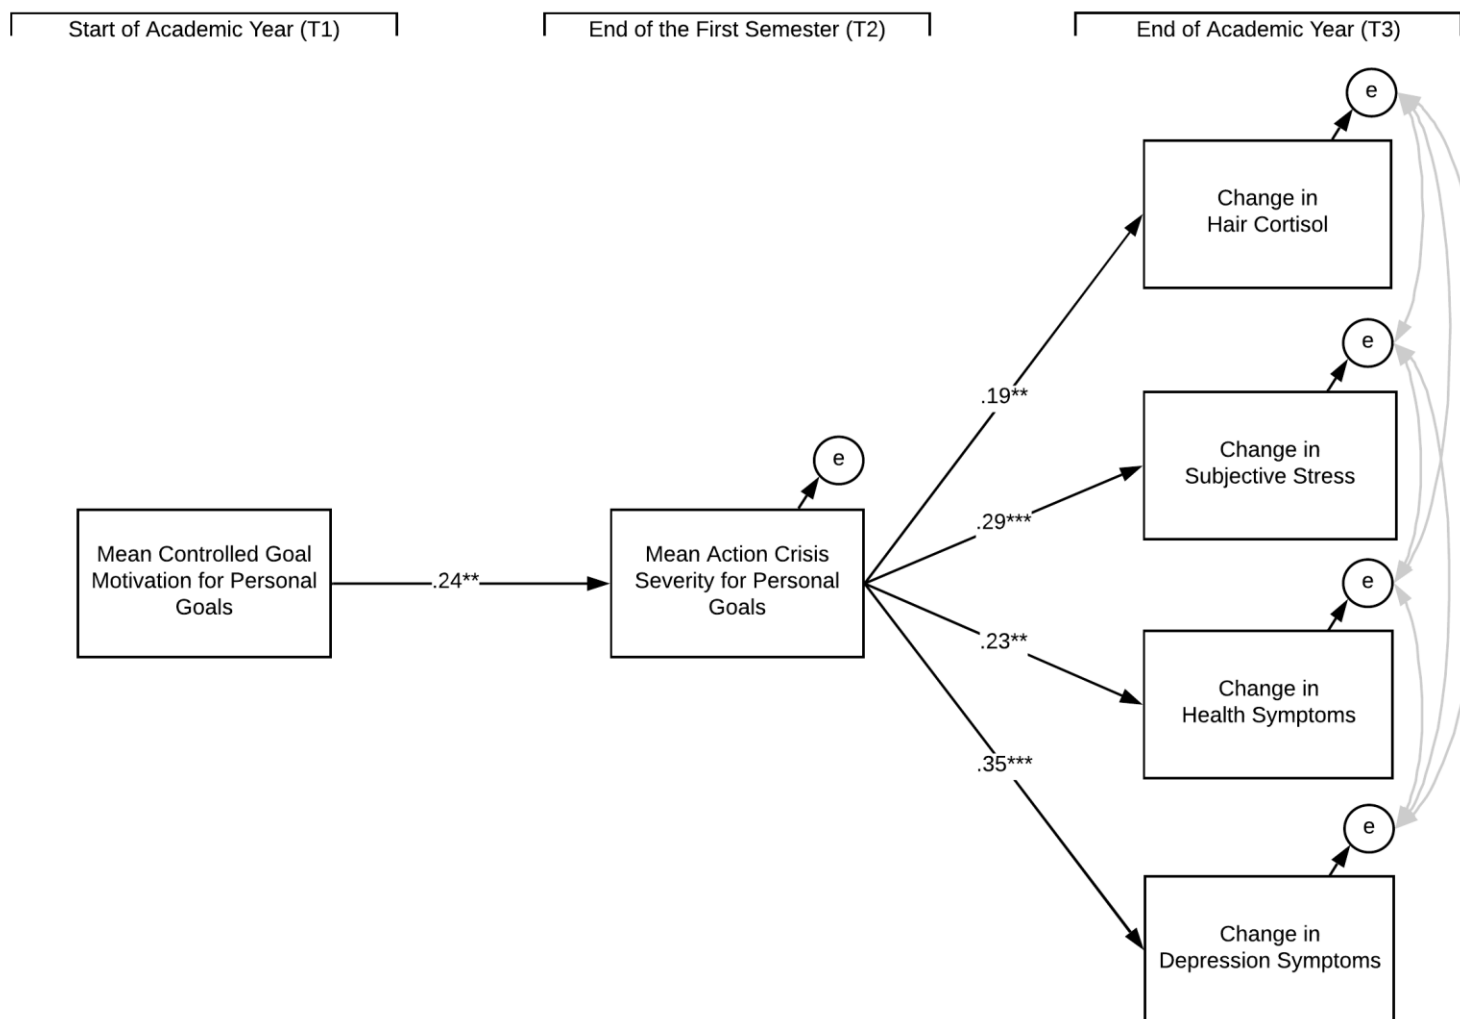 Start of Academic Year (T1)
End of the First Semester (T2)
End of Academic Year (T3)
e
Change in
Hair Cortisol
e
.19**
Change in
Subjective Stress
e
.29***
Mean Controlled Goal
Motivation for Personal
Goals
.24**
Mean Action Crisis
Severity for Personal
Goals
e
.23**
Change in
Health Symptoms
.35***
e
Change in
Depression Symptoms